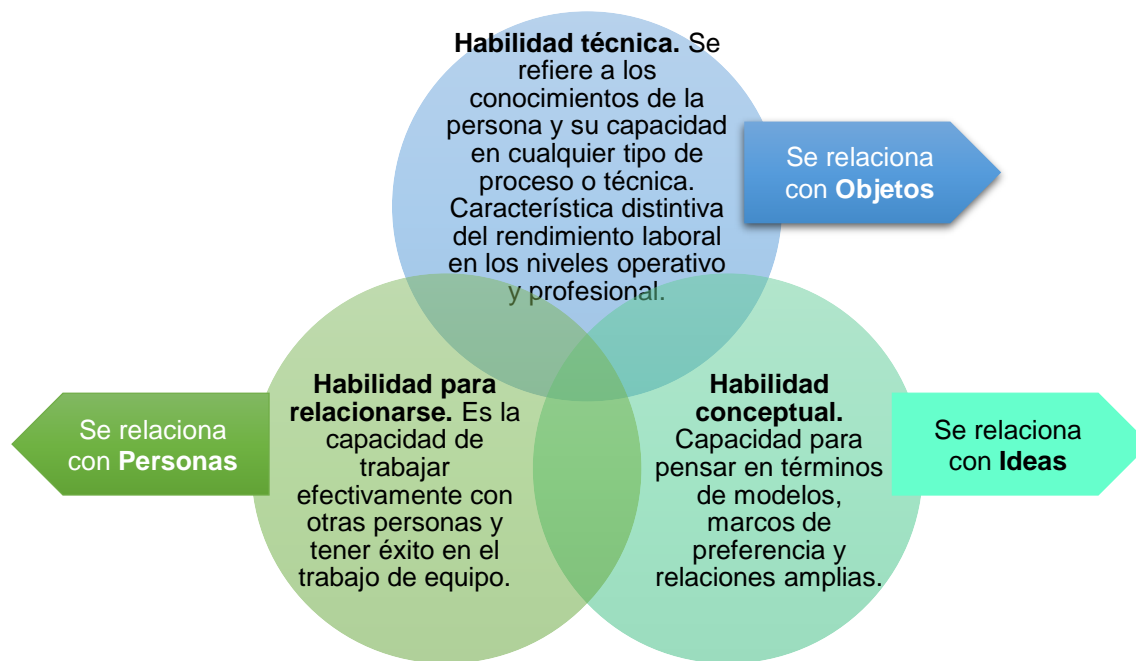 Habilidad técnica. Se
refiere a los
conocimientos de la
persona y su capacidad
en cualquier tipo de
proceso o técnica.
Característica distintiva
del rendimiento laboral
en los niveles operativo
y profesional.
Se relaciona
con Objetos
Se relaciona
con Personas
Habilidad para
relacionarse. Es la
capacidad de
trabajar
efectivamente con
otras personas y
tener éxito en el
trabajo de equipo.
Habilidad
conceptual.
Capacidad para
pensar en términos
de modelos,
marcos de
preferencia y
relaciones amplias.
Se relaciona
con Ideas